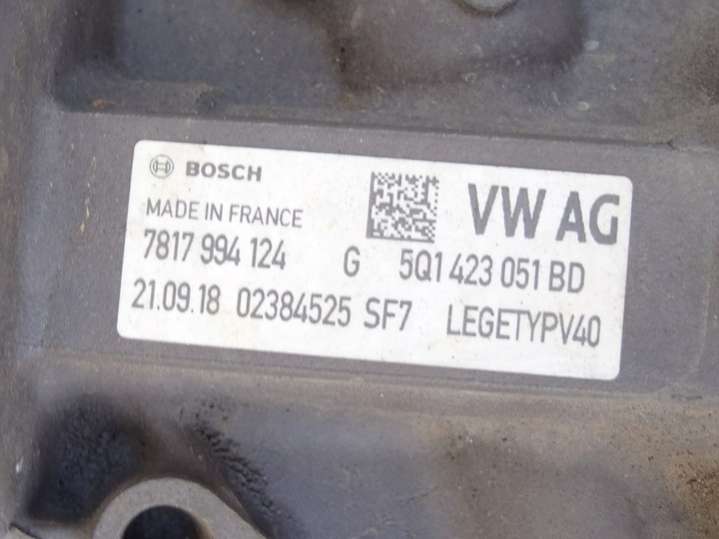 BOSCH VW AG
MADE IN FRANCE
7817 994 124 G 5Q1 423 051 BD
21.09.18 02384525 SF7 LEGETYPV40